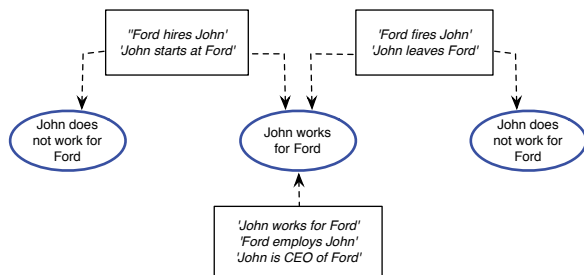 "Ford hires John'
'John starts at Ford'
'Ford fires John'
'John leaves Ford'
John does
not work for
Ford
John works
for Ford
John does
not work for
Ford
'John works for Ford'
'Ford employs John'
'John is CEO of Ford'